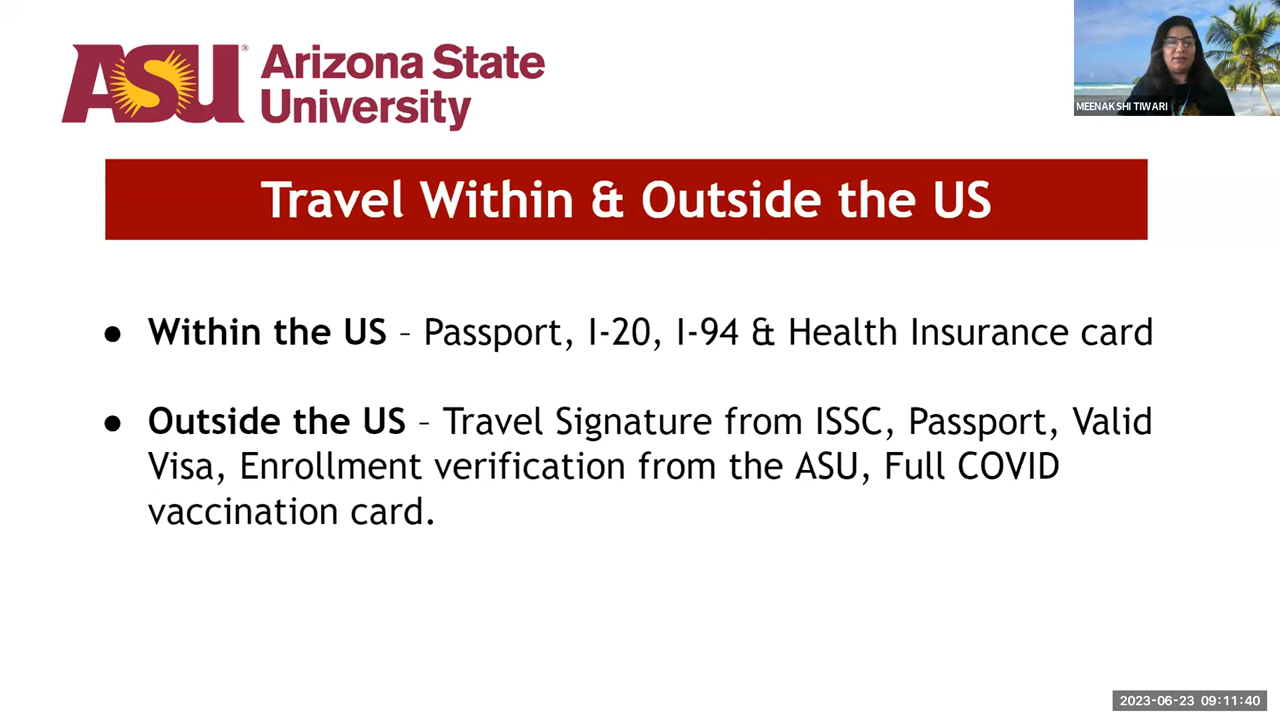 ASU® Arizona State
University
MEENAKSHI TIWARI
Travel Within & Outside the US
● Within the US – Passport, I-20, I-94 & Health Insurance card
● Outside the US – Travel Signature from ISSC, Passport, Valid
Visa, Enrollment verification from the ASU, Full COVID
vaccination card.
2023-06-23 09:11:40